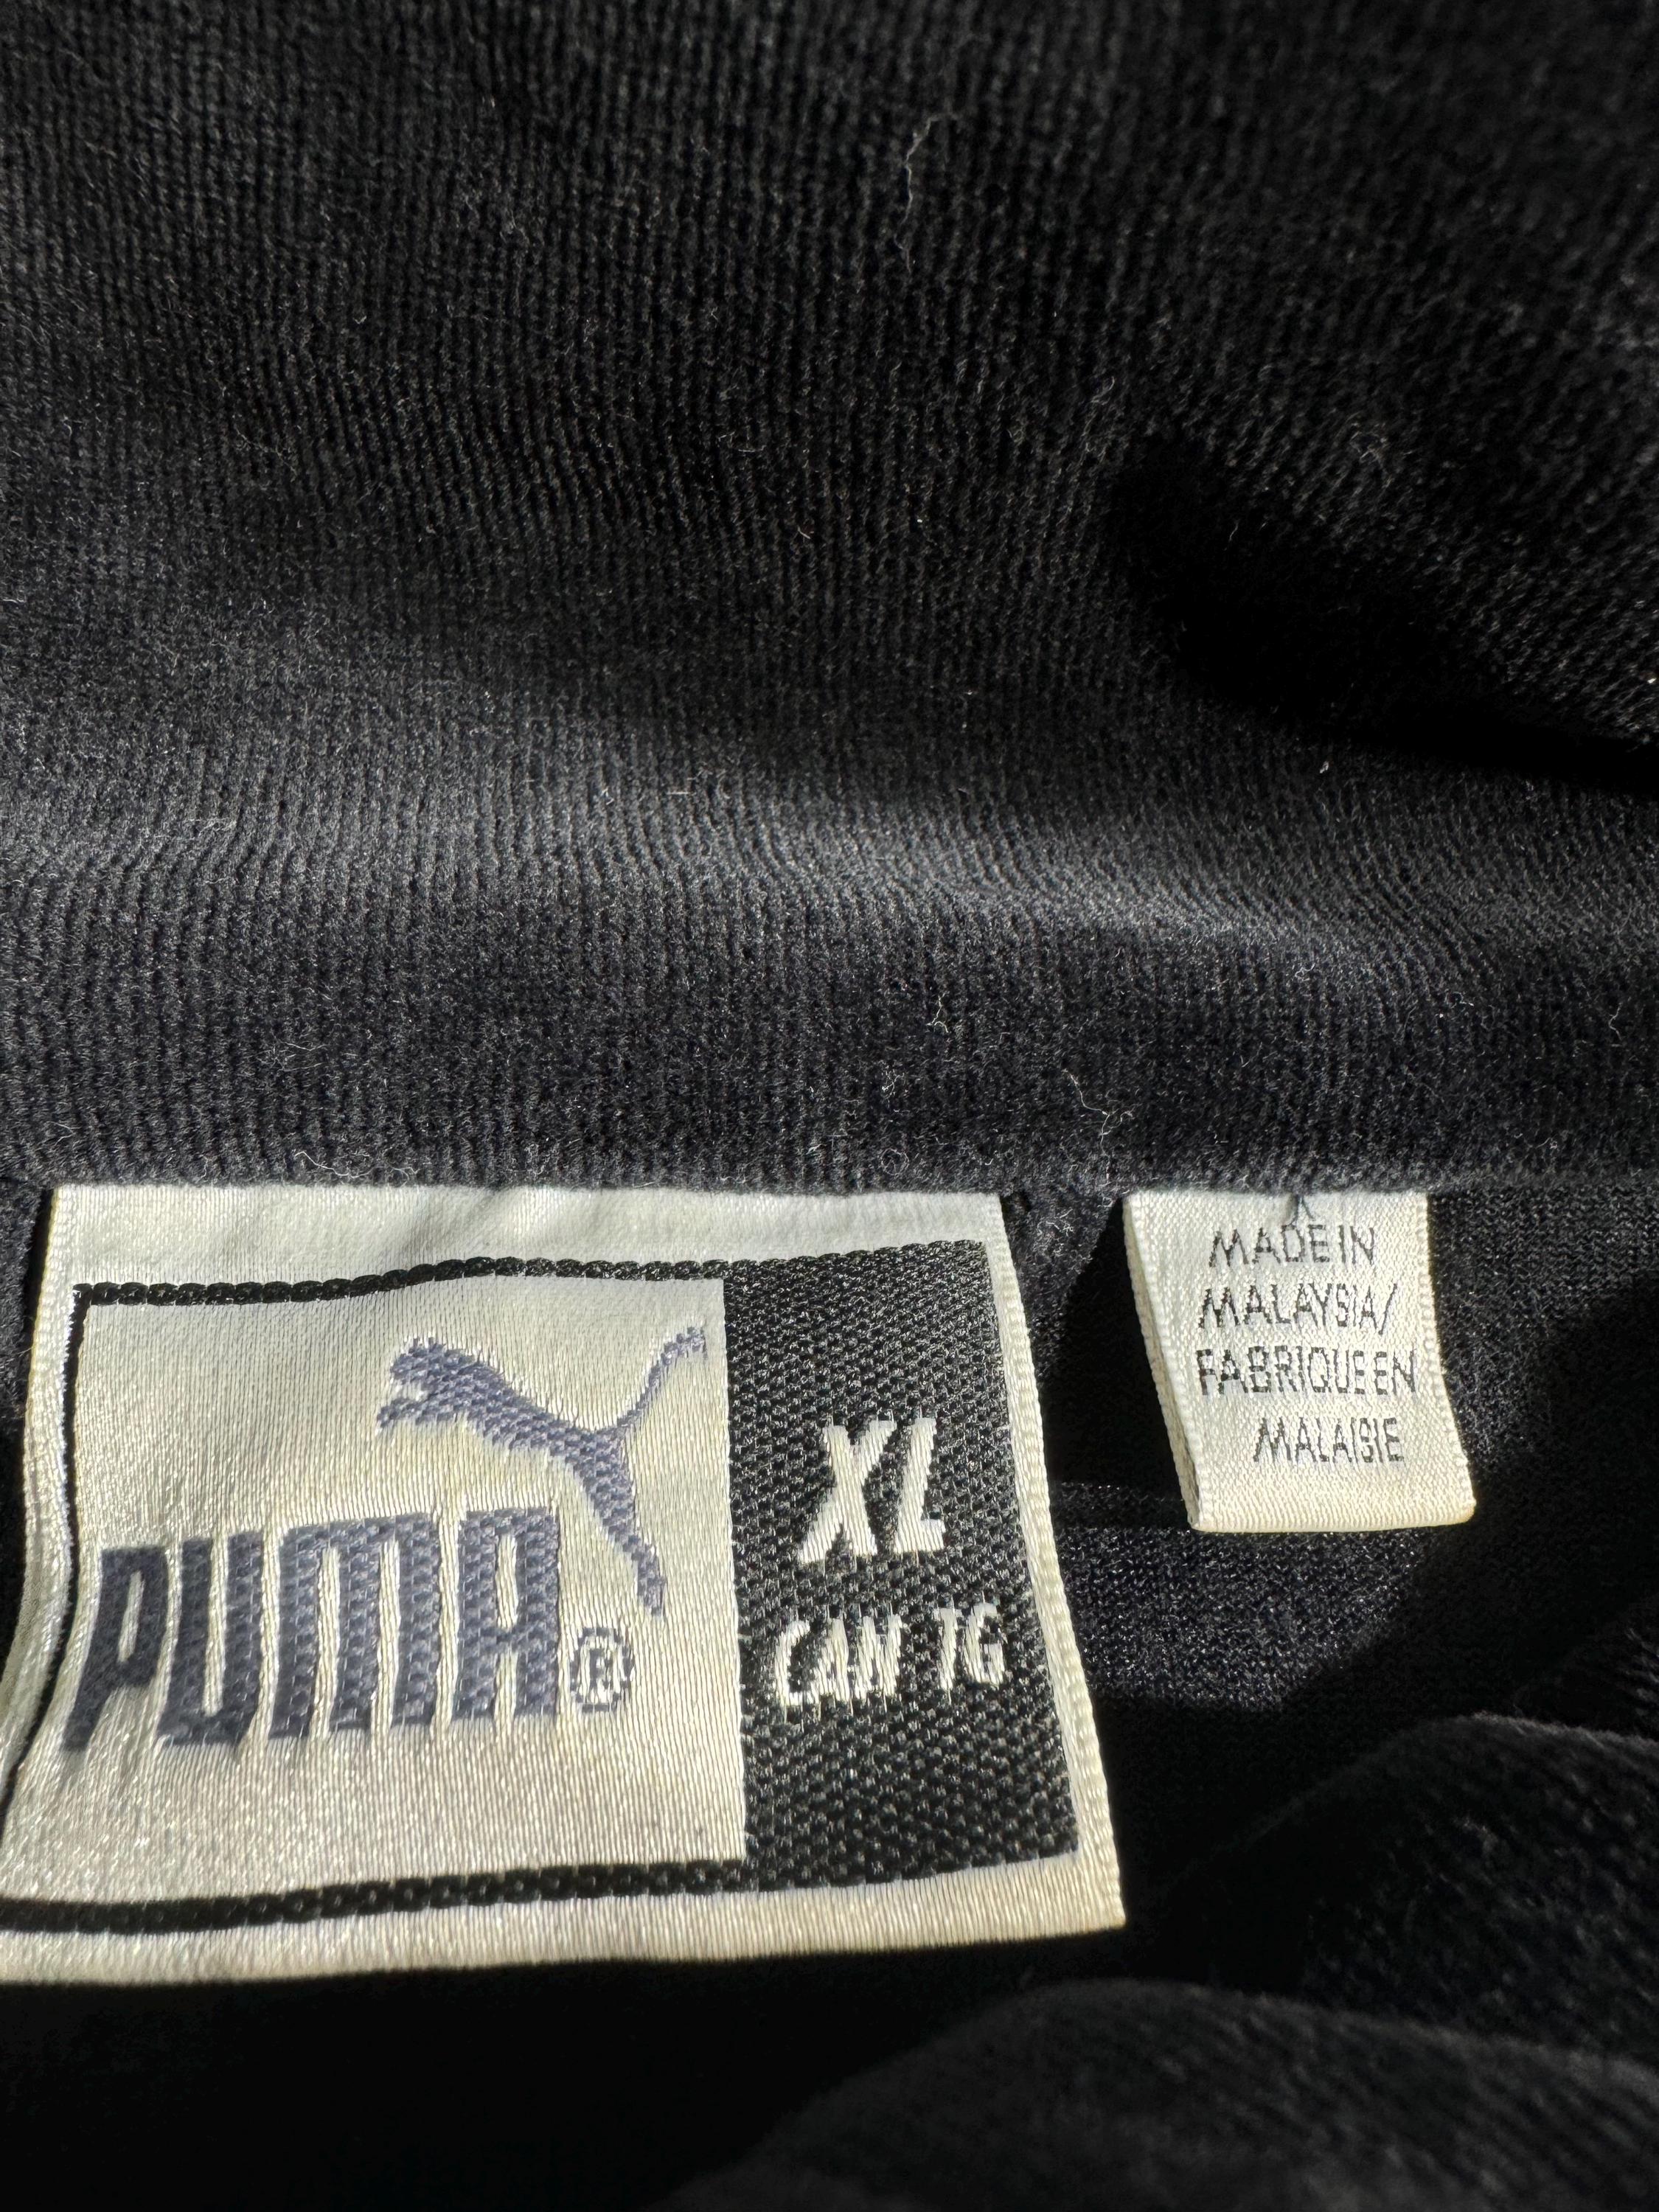 PUMA®
XL
CAN TG
MADE IN
MALAYSIA/
FABRIQUE EN
MALAISIE